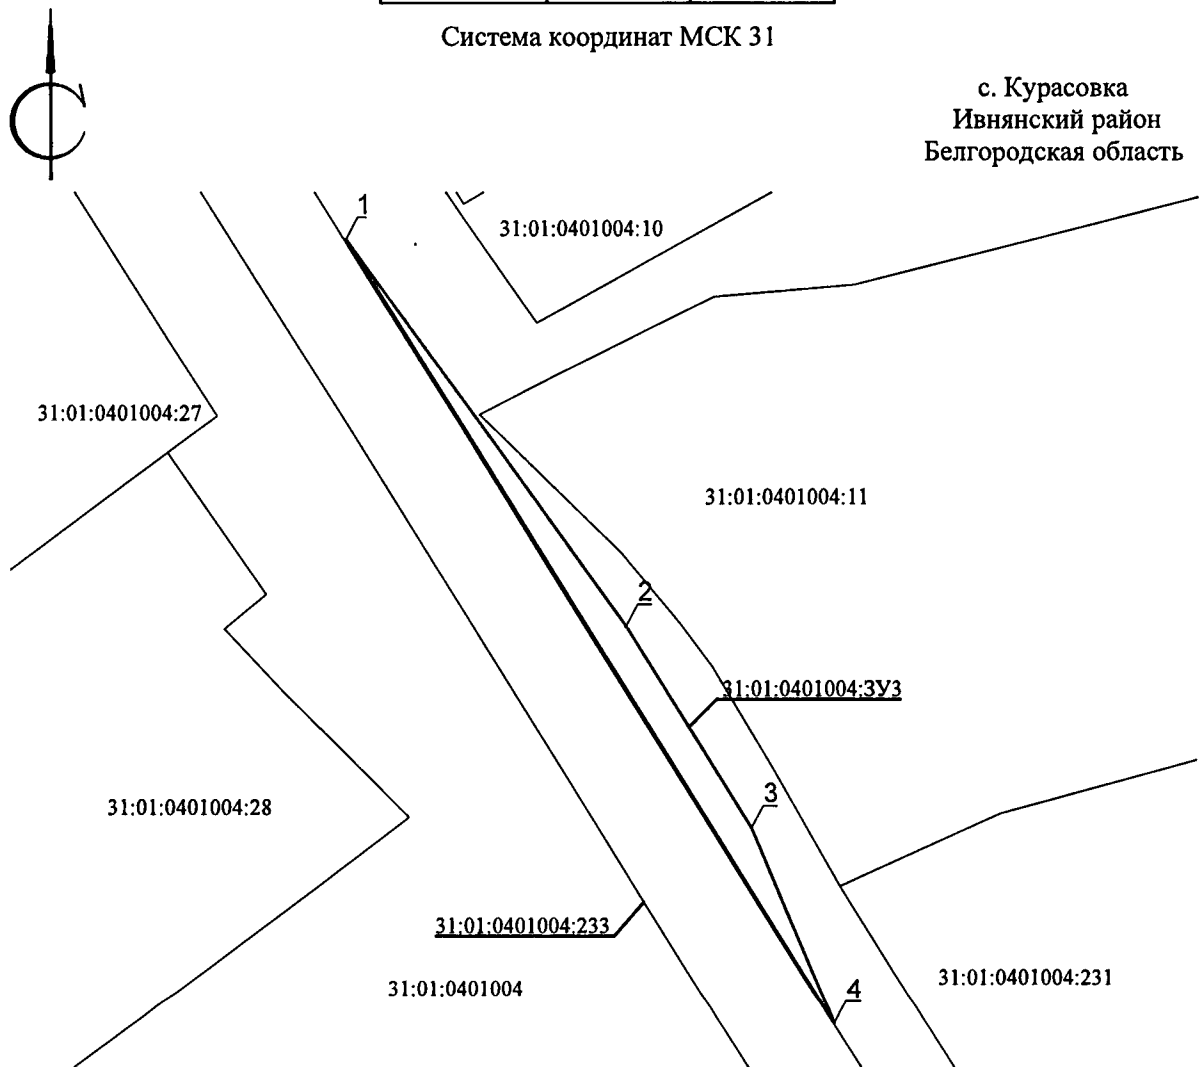 Система координат МСК 31
С
с. Курасовка
Ивнянский район
Белгородская область
1
31:01:0401004:10
31:01:0401004:27
31:01:0401004:11
2
31:01:0401004:ЗУ3
3
31:01:0401004:28
31:01:0401004:233
31:01:0401004
31:01:0401004:231
4